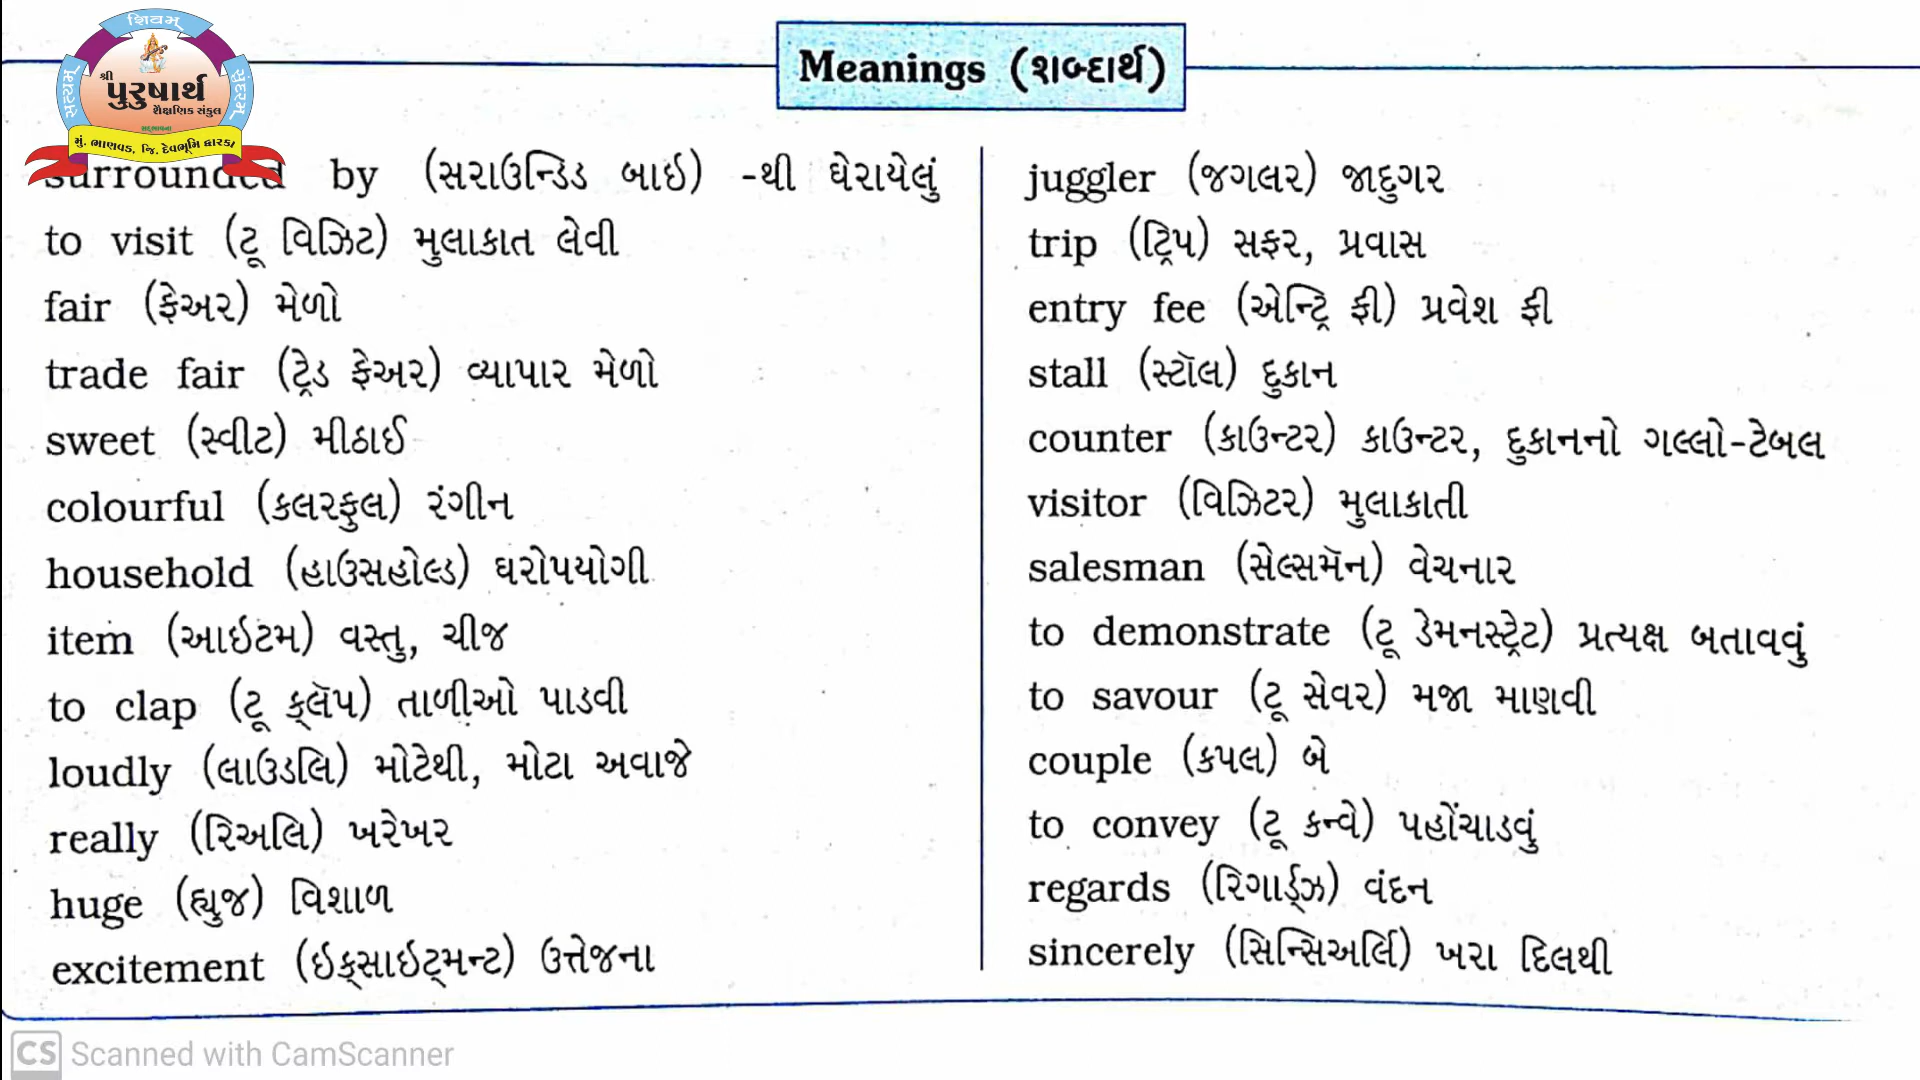 શિવમ્
સત્યમ્
સુંદરમ્
શ્રી
પુરુષાર્થ
શૈક્ષણિક સંકુલ
મું. ભાણવડ, જિ. દેવભૂમિ દ્વારકા
Meanings (શબ્દાર્થ)
surrounded by (સરાઉન્ડિડ બાઇ) -થી ઘેરાયેલું
to visit (ટૂ વિઝિટ) મુલાકાત લેવી
fair (ફેઅર) મેળો
trade fair (ટ્રેડ ફેઅર) વ્યાપાર મેળો
sweet (સ્વીટ) મીઠાઈ
colourful (કલરફુલ) રંગીન
household (હાઉસહોલ્ડ) ઘરોપયોગી
item (આઇટમ) વસ્તુ, ચીજ
to clap (ટૂ ક્લૅપ) તાળીઓ પાડવી
loudly (લાઉડલિ) મોટેથી, મોટા અવાજે
really (રિઅલિ) ખરેખર
huge (હ્યુજ) વિશાળ
excitement (ઇક્સાઇટ્મન્ટ) ઉત્તેજના
juggler (જગલર) જાદુગર
trip (ટ્રિપ) સફર, પ્રવાસ
entry fee (એન્ટ્રિ ફી) પ્રવેશ ફી
stall (સ્ટૉલ) દુકાન
counter (કાઉન્ટર) કાઉન્ટર, દુકાનનો ગલ્લો-ટેબલ
visitor (વિઝિટર) મુલાકાતી
salesman (સેલ્સમૅન) વેચનાર
to demonstrate (ટૂ ડેમનસ્ટ્રેટ) પ્રત્યક્ષ બતાવવું
to savour (ટૂ સેવર) મજા માણવી
couple (કપલ) બે
to convey (ટૂ કન્વે) પહોંચાડવું
regards (રિગાર્ડ્ઝ) વંદન
sincerely (સિન્સિઅર્લિ) ખરા દિલથી
CS Scanned with CamScanner